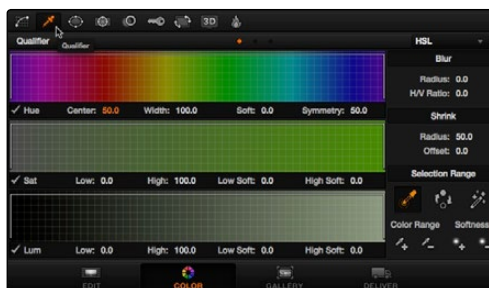 3D
Qualifier
Qualifier
HSL
Blur
Radius: 0.0
H/V Ratio: 0.0
Hue Center: 50.0 Width: 100.0 Soft: 0.0 Symmetry: 50.0
Shrink
Radius: 50.0
Offset: 0.0
Sat Low: 0.0 High: 100.0 Low Soft: 0.0 High Soft: 0.0
Selection Range
Color Range Softness
Lum Low: 0.0 High: 100.0 Low Soft: 0.0 High Soft: 0.0
EDIT COLOR GALLERY DELIVER